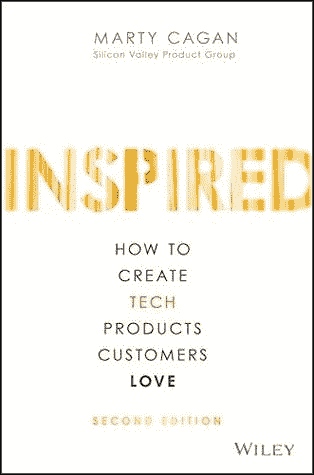 MARTY CAGAN
Silicon Valley Product Group
INSPIRED
HOW TO
CREATE
TECH
PRODUCTS
CUSTOMERS
LOVE
SECOND EDITION
WILEY